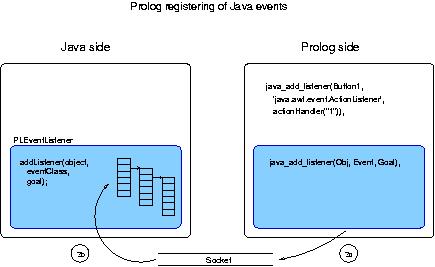 Prolog registering of Java events
Java side
Prolog side
java_add_listener(Button1,
'java.awt.event.ActionListener',
actionHandler("1")),
PLEventListener
addListener(object,
eventClass,
goal);
java_add_listener(Obj, Event, Goal),
2b
Socket
2a